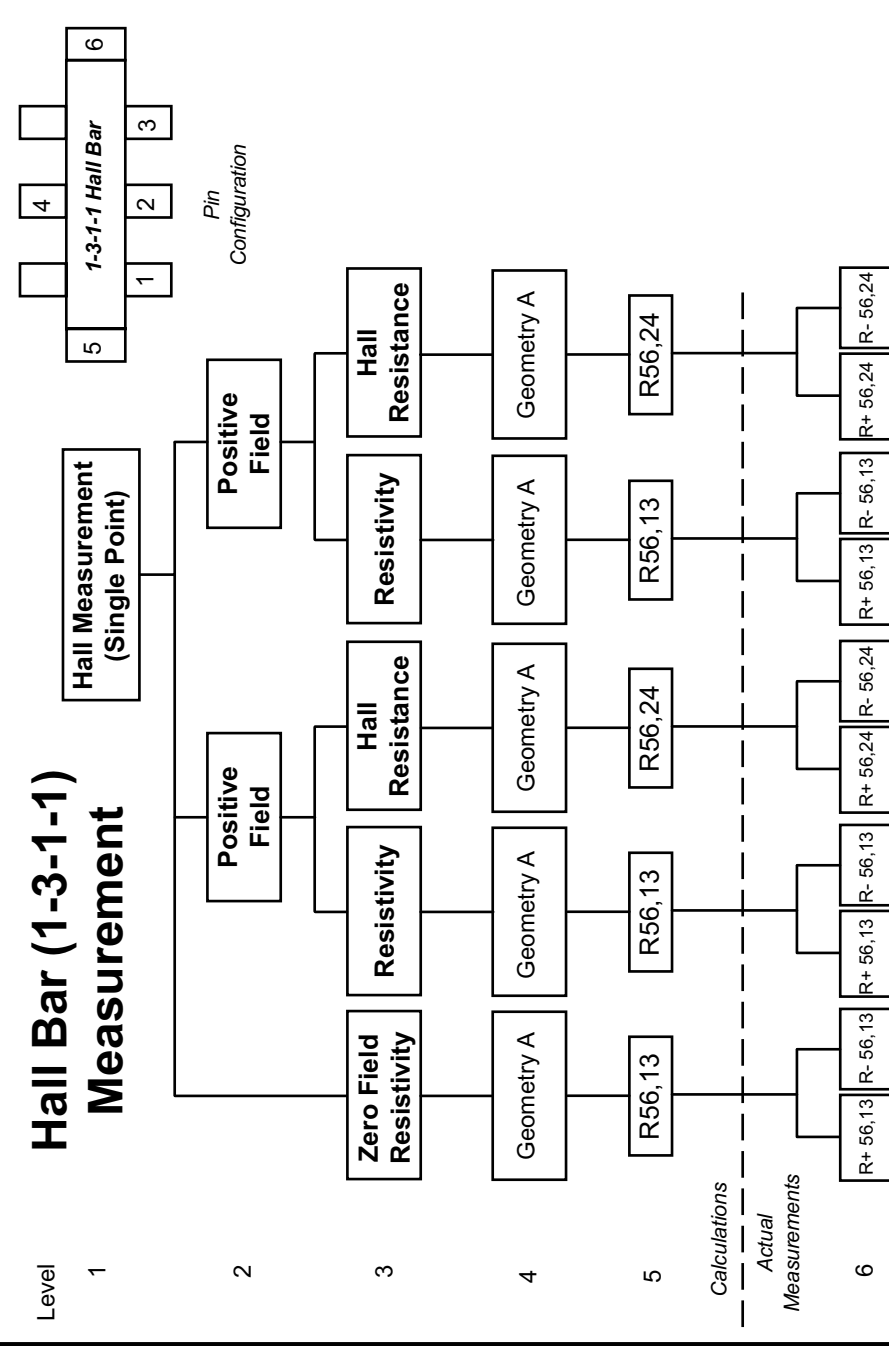 Hall Bar (1-3-1-1)
Measurement
4
5
1-3-1-1 Hall Bar
6
1
2
3
Pin
Configuration
Level
1
Hall Measurement
(Single Point)
2
Positive
Field
Positive
Field
3
Zero Field
Resistivity
Resistivity
Hall
Resistance
Resistivity
Hall
Resistance
4
Geometry A
Geometry A
Geometry A
Geometry A
Geometry A
5
R56,13
R56,13
R56,24
R56,13
R56,24
Calculations
Actual
Measurements
6
R+ 56,13
R- 56,13
R+ 56,13
R- 56,13
R+ 56,24
R- 56,24
R+ 56,13
R- 56,13
R+ 56,24
R- 56,24